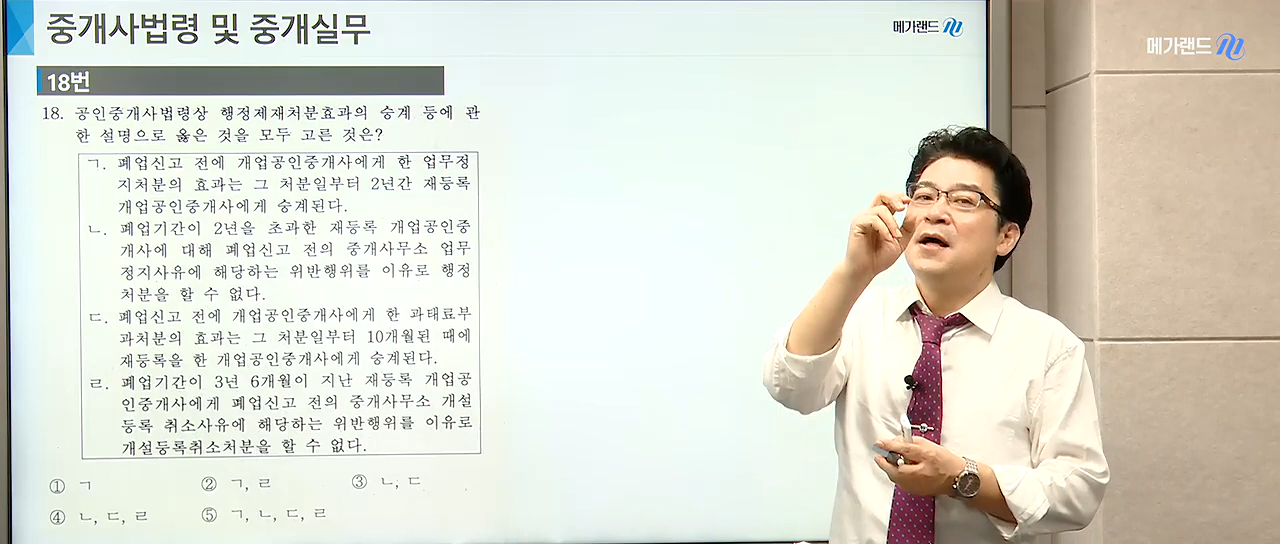 중개사법령 및 중개실무
메가랜드
메가랜드
18번
18. 공인중개사법령상 행정제재처분효과의 승계 등에 관
한 설명으로 옳은 것을 모두 고른 것은?
ㄱ. 폐업신고 전에 개업공인중개사에게 한 업무정
지처분의 효과는 그 처분일부터 2년간 재등록
개업공인중개사에게 승계된다.
ㄴ. 폐업기간이 2년을 초과한 재등록 개업공인중
개사에 대해 폐업신고 전의 중개사무소 업무
정지사유에 해당하는 위반행위를 이유로 행정
처분을 할 수 없다.
ㄷ. 폐업신고 전에 개업공인중개사에게 한 과태료부
과처분의 효과는 그 처분일부터 10개월된 때에
재등록을 한 개업공인중개사에게 승계된다.
ㄹ. 폐업기간이 3년 6개월이 지난 재등록 개업공
인중개사에게 폐업신고 전의 중개사무소 개설
등록 취소사유에 해당하는 위반행위를 이유로
개설등록취소처분을 할 수 없다.
① ㄱ ② ㄱ, ㄹ ③ ㄴ, ㄷ
④ ㄴ, ㄷ, ㄹ ⑤ ㄱ, ㄴ, ㄷ, ㄹ